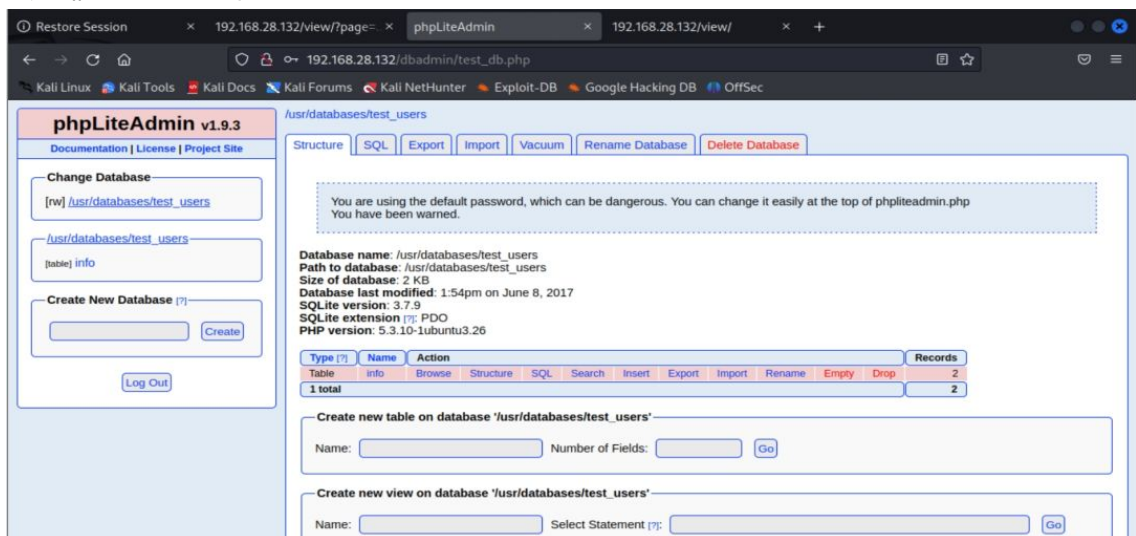 Restore Session × 192.168.28.132/view/?page=... × phpLiteAdmin × 192.168.28.132/view/ × +
192.168.28.132/dbadmin/test_db.php
Kali Linux Kali Tools Kali Docs Kali Forums Kali NetHunter Exploit-DB Google Hacking DB OffSec
phpLiteAdmin v1.9.3
Documentation | License | Project Site
Change Database
[rw] /usr/databases/test_users
/usr/databases/test_users
[table] info
Create New Database [?]
Create
Log Out
/usr/databases/test_users
Structure SQL Export Import Vacuum Rename Database Delete Database
You are using the default password, which can be dangerous. You can change it easily at the top of phpliteadmin.php
You have been warned.
Database name: /usr/databases/test_users
Path to database: /usr/databases/test_users
Size of database: 2 KB
Database last modified: 1:54pm on June 8, 2017
SQLite version: 3.7.9
SQLite extension [?]: PDO
PHP version: 5.3.10-1ubuntu3.26
Type [?] Name Action Records
Table info Browse Structure SQL Search Insert Export Import Rename Empty Drop 2
1 total 2
Create new table on database '/usr/databases/test_users'
Name: Number of Fields: Go
Create new view on database '/usr/databases/test_users'
Name: Select Statement [?]: Go